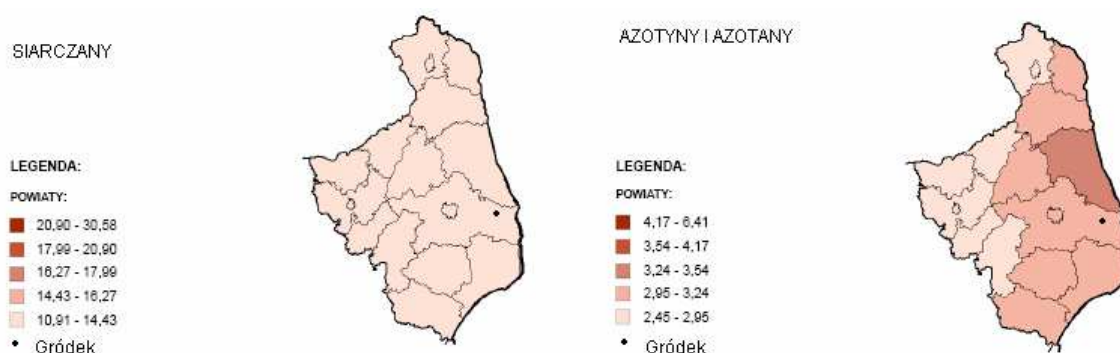 SIARCZANY
LEGENDA:
POWIATY:
20,90 - 30,58
17,99 - 20,90
16,27 - 17,99
14,43 - 16,27
10,91 - 14,43
Gródek
AZOTYNY I AZOTANY
LEGENDA:
POWIATY:
4,17 - 6,41
3,54 - 4,17
3,24 - 3,54
2,95 - 3,24
2,45 - 2,95
Gródek